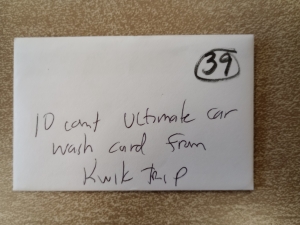 39
10 count Ultimate car
wash card from
Kwik Trip